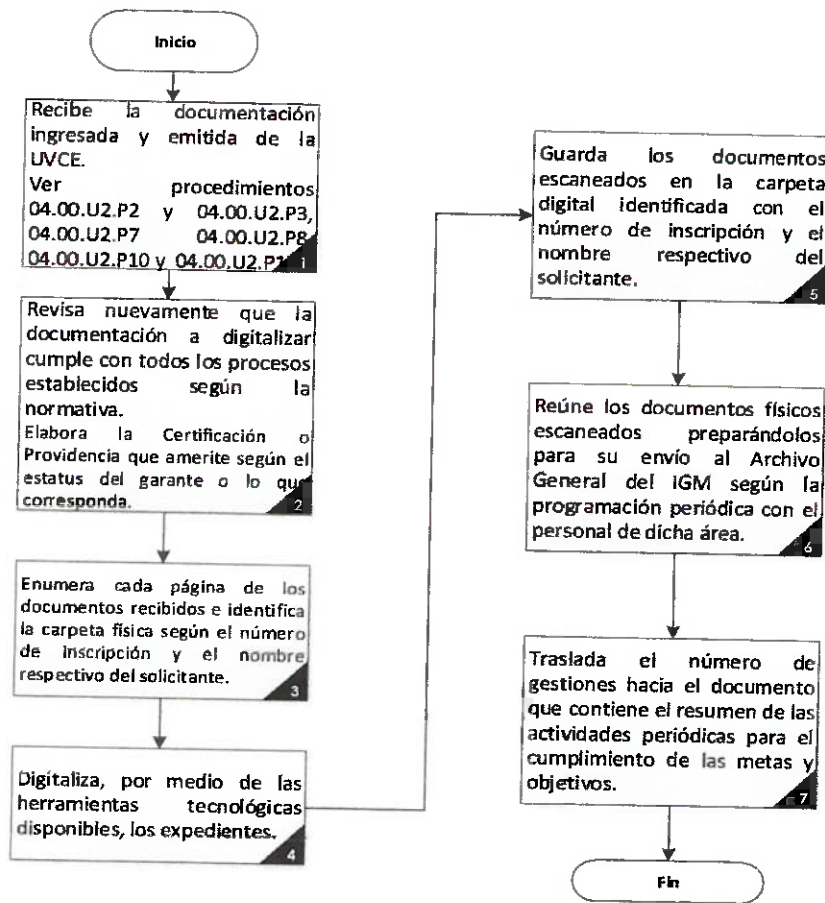 Inicio
Recibe la documentación
ingresada y emitida de la
UVCE.
Ver procedimientos
04.00.U2.P2 y 04.00.U2.P3,
04.00.U2.P7 04.00.U2.P8
04.00.U2.P10 y
1
Revisa nuevamente que la
documentación a digitalizar
cumple con todos los procesos
establecidos según la
normativa.
Elabora la Certificación o
Providencia que amerite según el
estatus del garante o lo que
corresponda.
2
Enumera cada página de los
documentos recibidos e identifica
la carpeta física según el número
de inscripción y el nombre
respectivo del solicitante.
3
Digitaliza, por medio de las
herramientas tecnológicas
disponibles, los expedientes.
4
Guarda los documentos
escaneados en la carpeta
digital identificada con el
número de inscripción y el
nombre respectivo del
solicitante.
5
Reúne los documentos físicos
escaneados preparándolos
para su envío al Archivo
General del IGM según la
programación periódica con el
personal de dicha área.
6
Traslada el número de
gestiones hacia el documento
que contiene el resumen de las
actividades periódicas para el
cumplimiento de las metas y
objetivos.
7
Fin